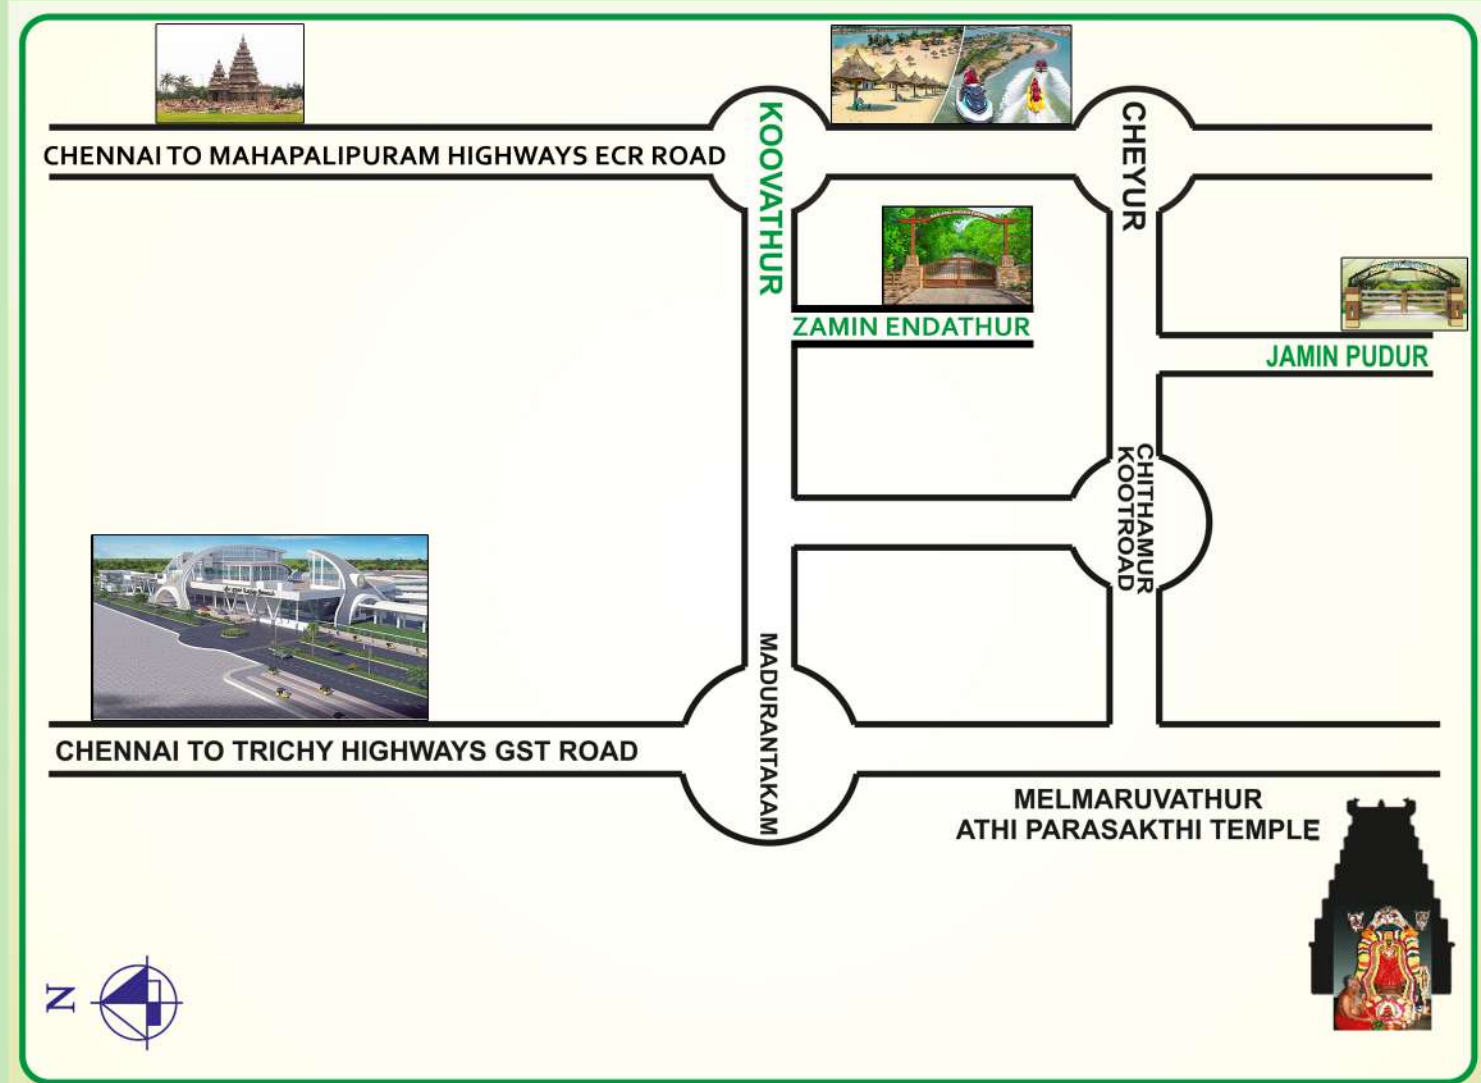 KOOVATHUR
CHEYUR
CHENNAI TO MAHAPALIPURAM HIGHWAYS ECR ROAD
ZAMIN ENDATHUR
JAMIN PUDUR
CHITHAMUR
KOOTROAD
MADURANTAKAM
CHENNAI TO TRICHY HIGHWAYS GST ROAD
MELMARUVATHUR
ATHI PARASAKTHI TEMPLE
N